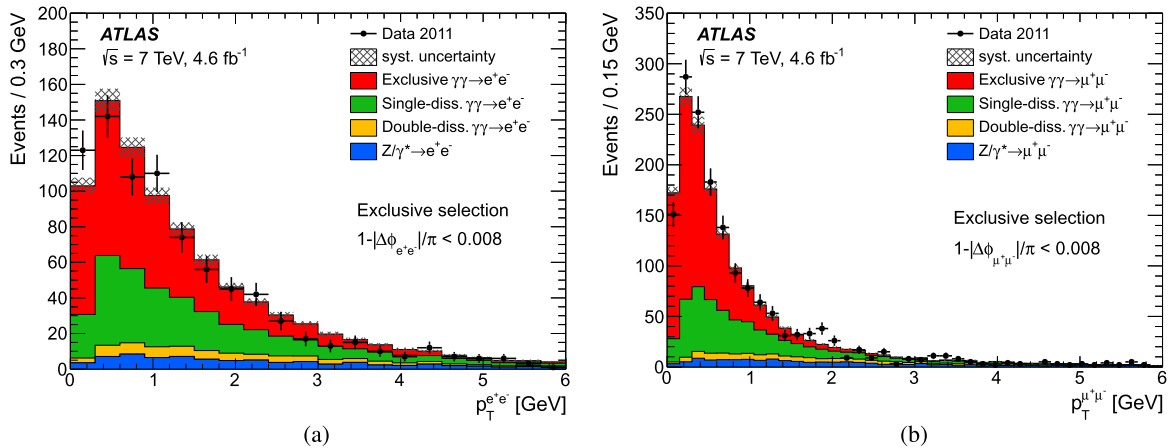 Events / 0.3 GeV
200
180
160
140
120
100
80
60
40
20
0
ATLAS
√s = 7 TeV, 4.6 fb⁻¹
Data 2011
syst. uncertainty
Exclusive γγ→e⁺e⁻
Single-diss. γγ→e⁺e⁻
Double-diss. γγ→e⁺e⁻
Z/γ*→e⁺e⁻
Exclusive selection
1-|Δϕ_e⁺e⁻|/π < 0.008
0 1 2 3 4 5 6
p_T^e⁺e⁻ [GeV]
(a)
Events / 0.15 GeV
350
300
250
200
150
100
50
0
ATLAS
√s = 7 TeV, 4.6 fb⁻¹
Data 2011
syst. uncertainty
Exclusive γγ→μ⁺μ⁻
Single-diss. γγ→μ⁺μ⁻
Double-diss. γγ→μ⁺μ⁻
Z/γ*→μ⁺μ⁻
Exclusive selection
1-|Δϕ_μ⁺μ⁻|/π < 0.008
0 1 2 3 4 5 6
p_T^μ⁺μ⁻ [GeV]
(b)